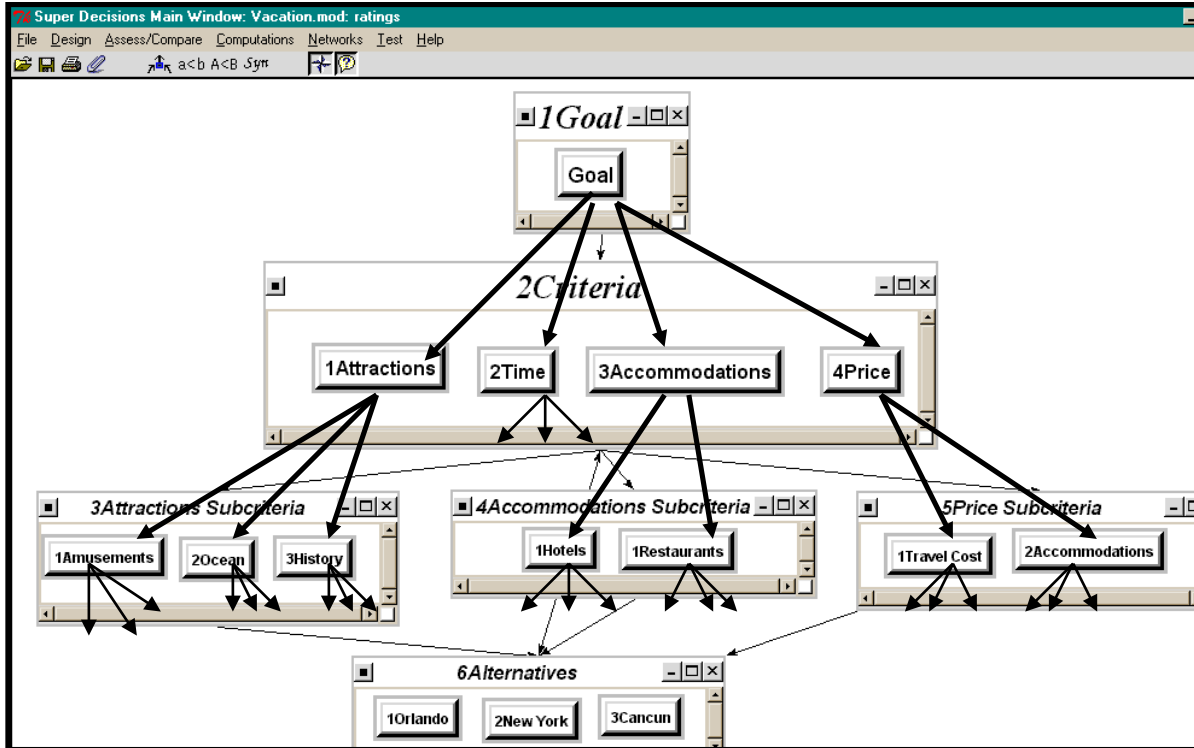 Super Decisions Main Window: Vacation.mod: ratings
File Design Assess/Compare Computations Networks Test Help
a<b A<B Syn
1Goal
Goal
2Criteria
1Attractions 2Time 3Accommodations 4Price
3Attractions Subcriteria 4Accommodations Subcriteria 5Price Subcriteria
1Amusements 2Ocean 3History 1Hotels 1Restaurants 1Travel Cost 2Accommodations
6Alternatives
1Orlando 2New York 3Cancun